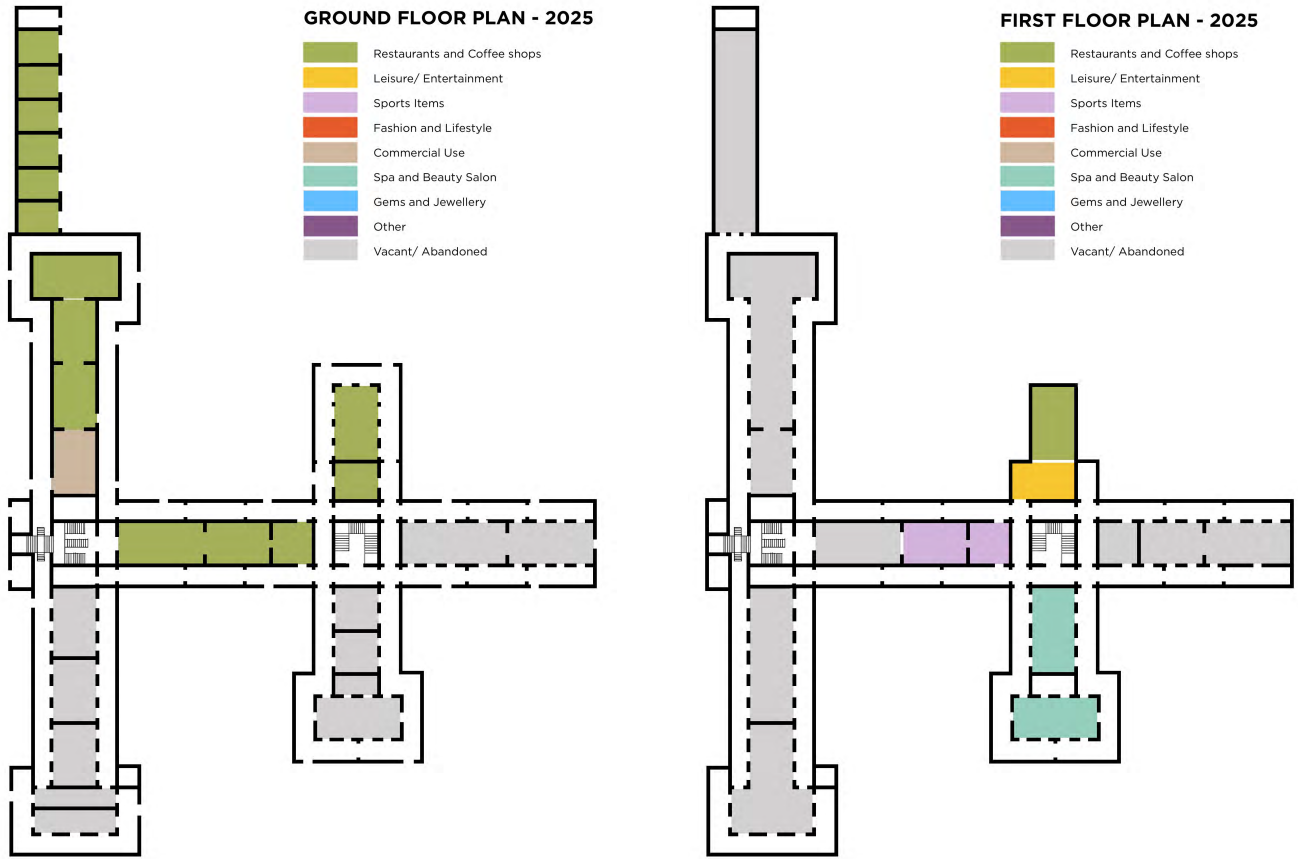 GROUND FLOOR PLAN - 2025
Restaurants and Coffee shops
Leisure/ Entertainment
Sports Items
Fashion and Lifestyle
Commercial Use
Spa and Beauty Salon
Gems and Jewellery
Other
Vacant/ Abandoned
FIRST FLOOR PLAN - 2025
Restaurants and Coffee shops
Leisure/ Entertainment
Sports Items
Fashion and Lifestyle
Commercial Use
Spa and Beauty Salon
Gems and Jewellery
Other
Vacant/ Abandoned